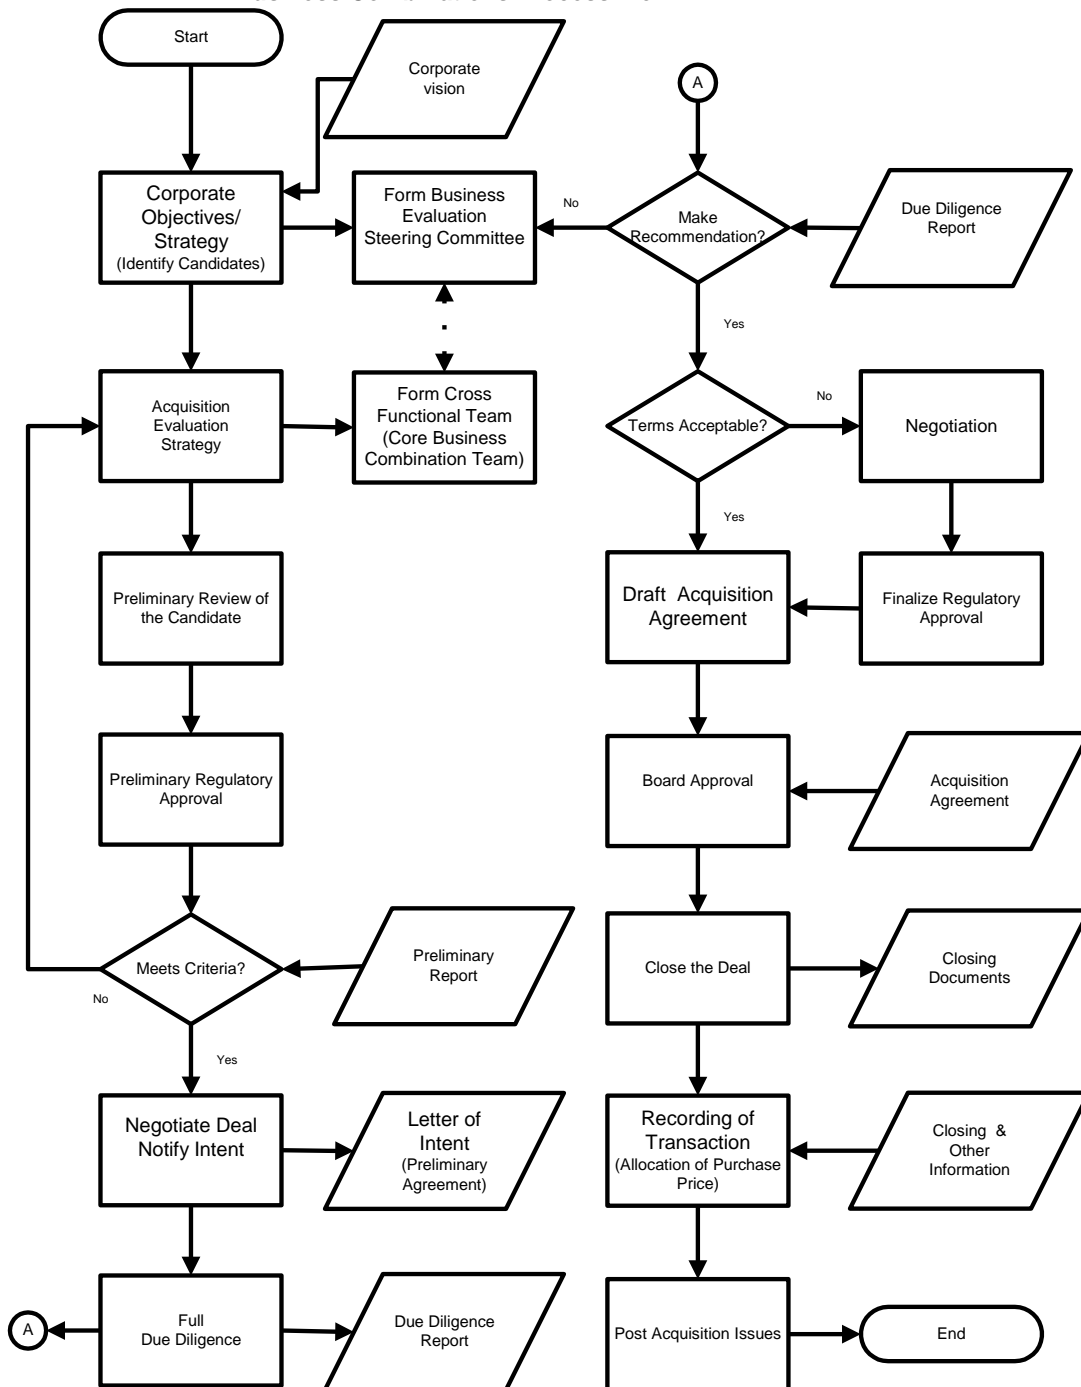 Start
Corporate
vision
A
Corporate
Objectives/
Strategy
(Identify Candidates)
Form Business
Evaluation
Steering Committee
No
Make
Recommendation?
Due Diligence
Report
Yes
Acquisition
Evaluation
Strategy
Form Cross
Functional Team
(Core Business
Combination Team)
Terms Acceptable?
No
Negotiation
Yes
Preliminary Review of
the Candidate
Draft Acquisition
Agreement
Finalize Regulatory
Approval
Preliminary Regulatory
Approval
Board Approval
Acquisition
Agreement
Meets Criteria?
No
Preliminary
Report
Close the Deal
Closing
Documents
Yes
Negotiate Deal
Notify Intent
Letter of
Intent
(Preliminary
Agreement)
Recording of
Transaction
(Allocation of Purchase
Price)
Closing &
Other
Information
A
Full
Due Diligence
Due Diligence
Report
Post Acquisition Issues
End